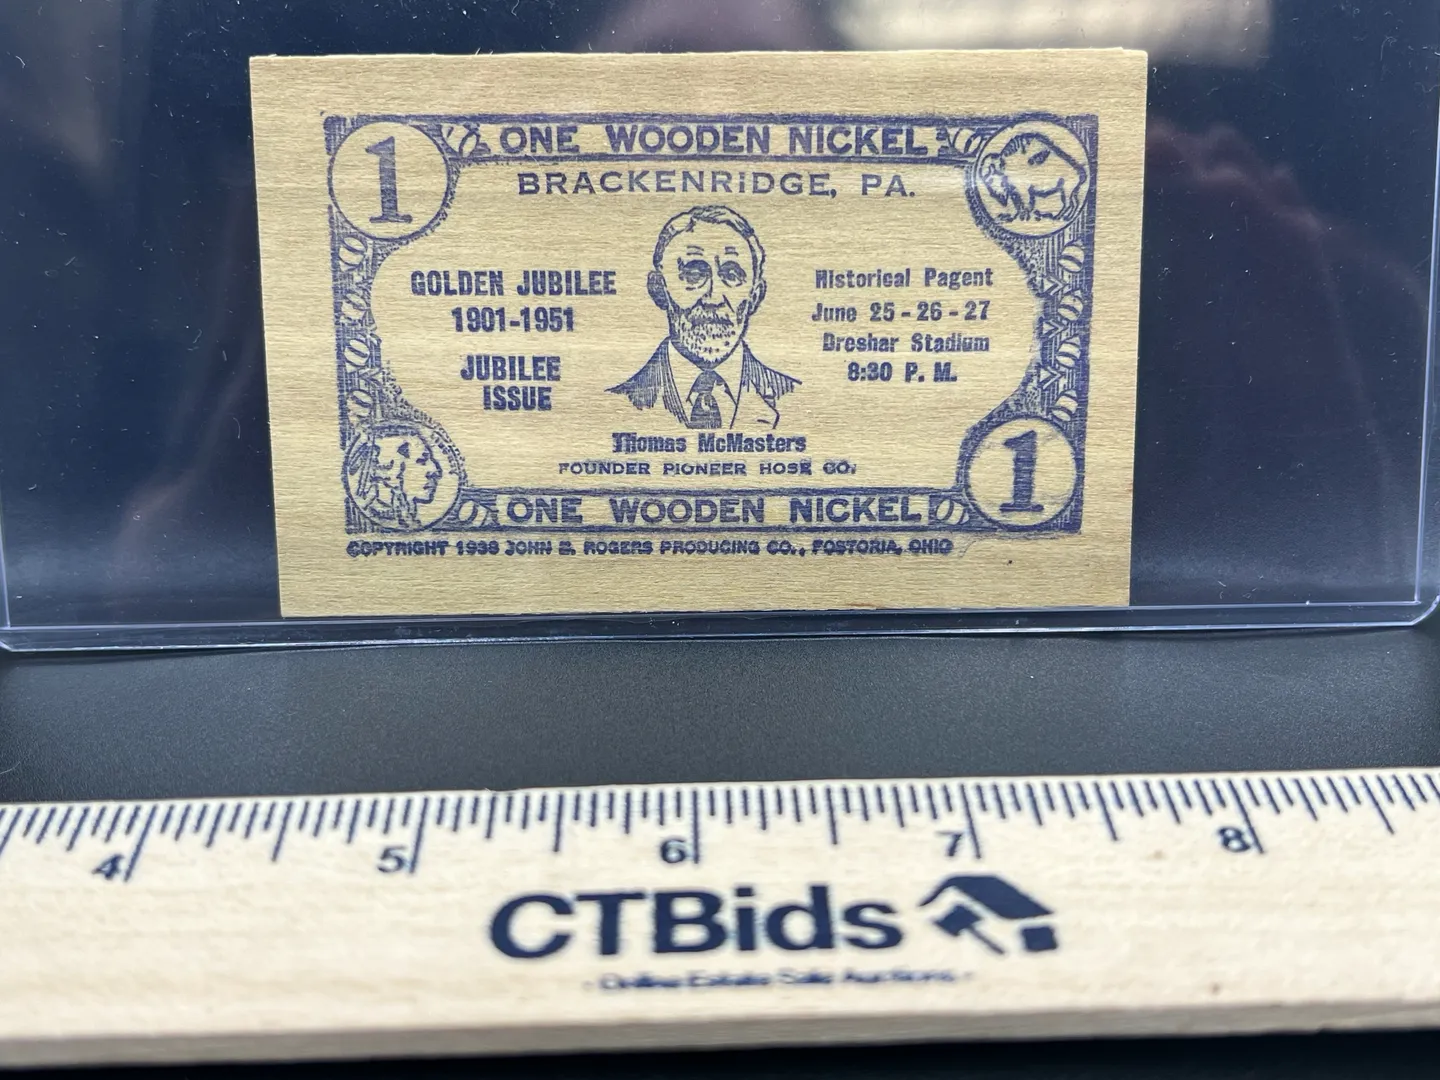 1 ONE WOODEN NICKEL
BRACKENRIDGE, PA.
GOLDEN JUBILEE
1901-1951
JUBILEE
ISSUE
Historical Pagent
June 25 - 26 - 27
Dreshar Stadium
8:30 P. M.
Thomas McMasters
FOUNDER PIONEER HOSE CO.
ONE WOODEN NICKEL 1
COPYRIGHT 1938 JOHN E. ROGERS PRODUCING CO., FOSTORIA, OHIO
4 5 6 7 8
CTBids
- Online Estate Sale Auctions -